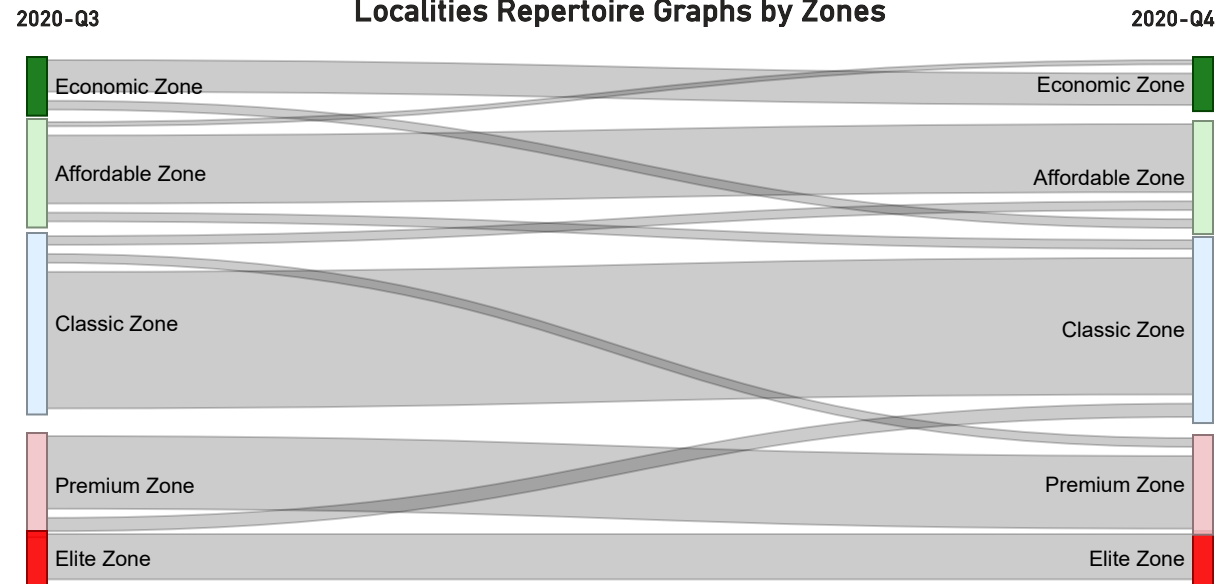 Localities Repertoire Graphs by Zones
2020-Q3
2020-Q4
Economic Zone
Economic Zone
Affordable Zone
Affordable Zone
Classic Zone
Classic Zone
Premium Zone
Premium Zone
Elite Zone
Elite Zone